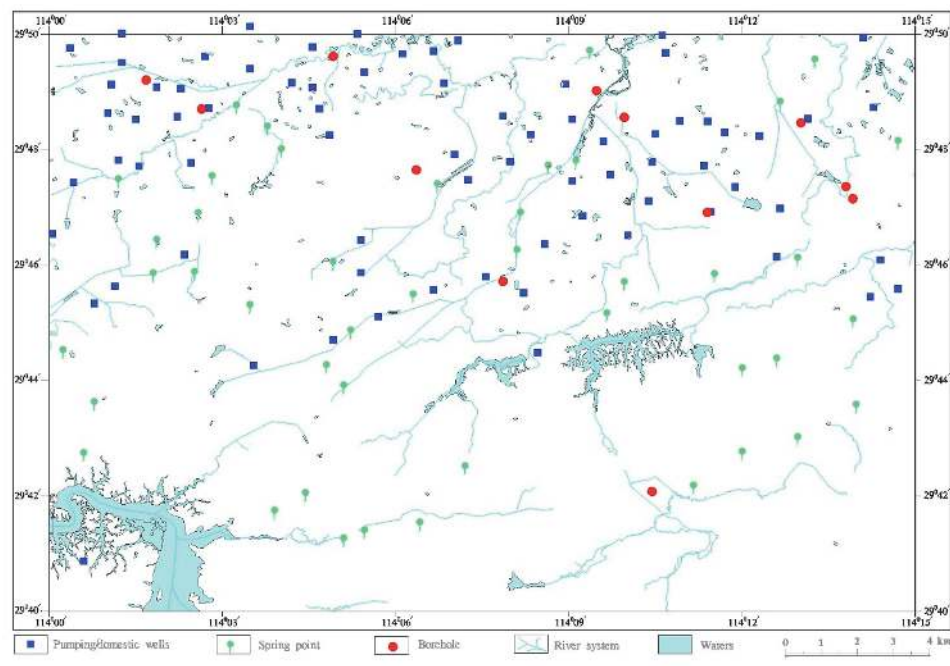 114°00′ 114°03′ 114°06′ 114°09′ 114°12′ 114°15′
29°50′ 29°50′
29°48′ 29°48′
29°46′ 29°46′
29°44′ 29°44′
29°42′ 29°42′
29°40′ 29°40′
114°00′ 114°03′ 114°06′ 114°09′ 114°12′ 114°15′
Pumping/domestic wells Spring point Borehole River system Waters 0 1 2 3 4 km